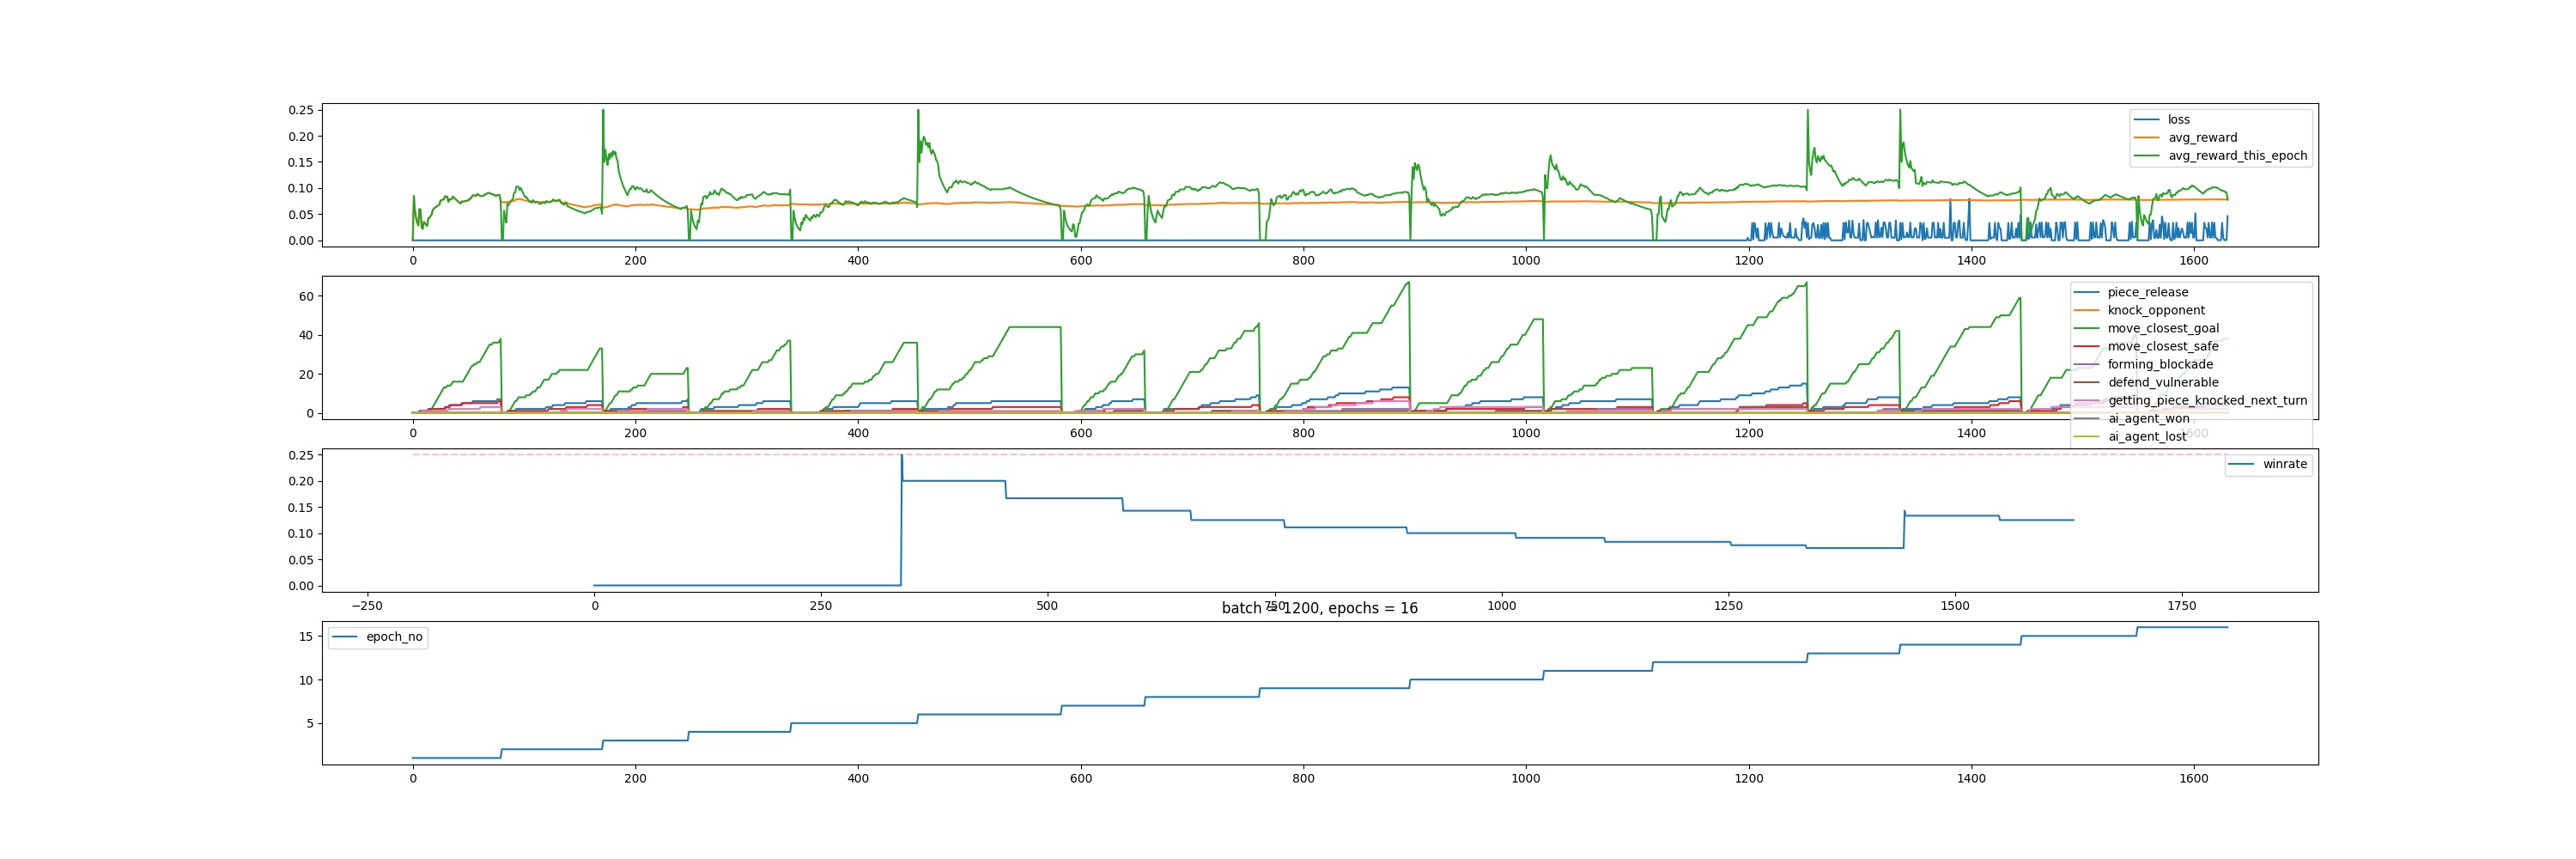 0.25
0.20
0.15
0.10
0.05
0.00
loss
avg_reward
avg_reward_this_epoch
0 200 400 600 800 1000 1200 1400 1600
60
40
20
0
piece_release
knock_opponent
move_closest_goal
move_closest_safe
forming_blockade
defend_vulnerable
getting_piece_knocked_next_turn
ai_agent_won
ai_agent_lost
0 200 400 600 800 1000 1200 1400 1600
0.25
0.20
0.15
0.10
0.05
0.00
winrate
−250 0 250 500 750 1000 1250 1500 1750
batch = 1200, epochs = 16
15
10
5
epoch_no
0 200 400 600 800 1000 1200 1400 1600